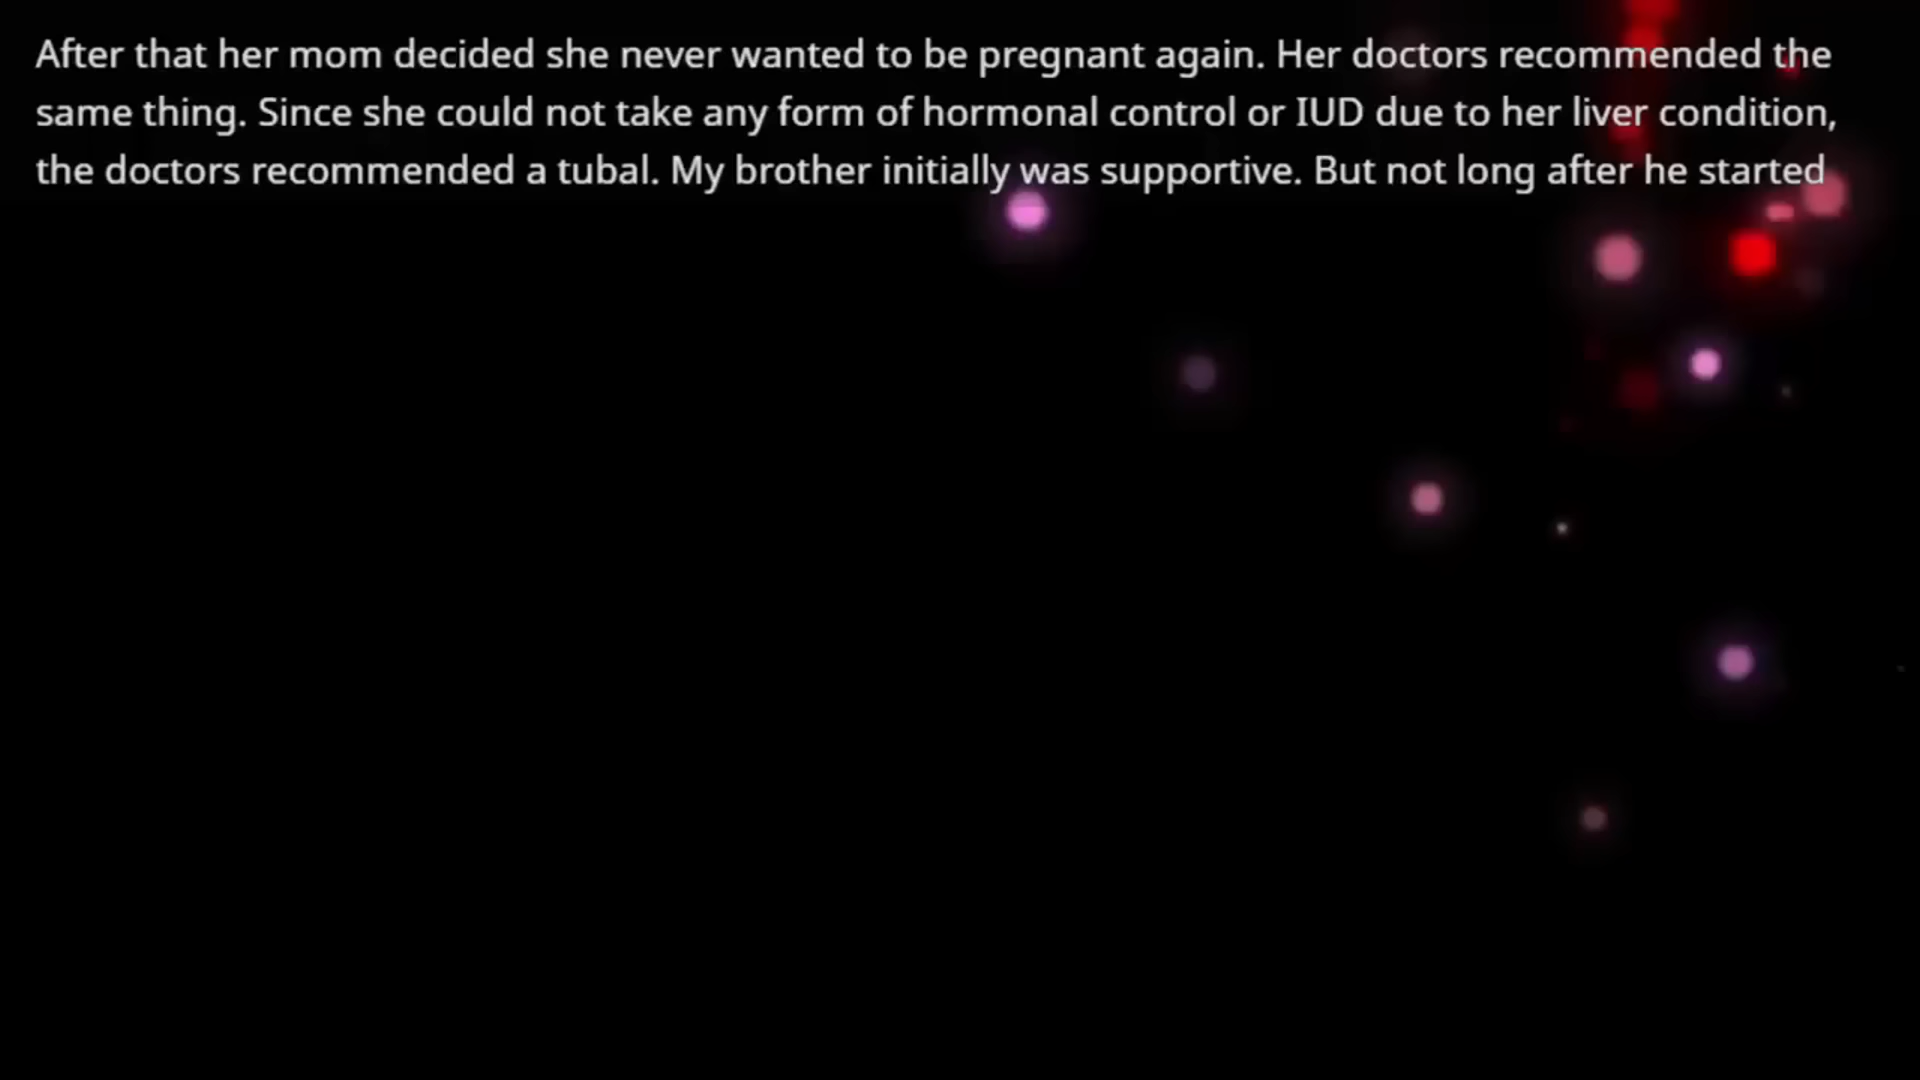 After that her mom decided she never wanted to be pregnant again. Her doctors recommended the
same thing. Since she could not take any form of hormonal control or IUD due to her liver condition,
the doctors recommended a tubal. My brother initially was supportive. But not long after he started